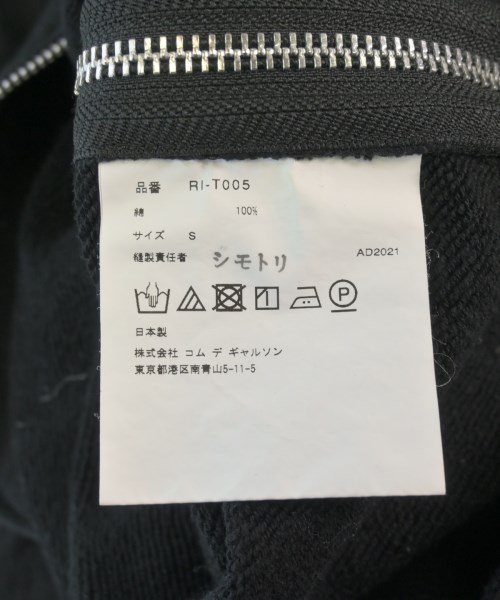 品番 RI-T005
綿 100%
サイズ S
縫製責任者 シモトリ AD2021
日本製
株式会社 コム デ ギャルソン
東京都港区南青山5-11-5